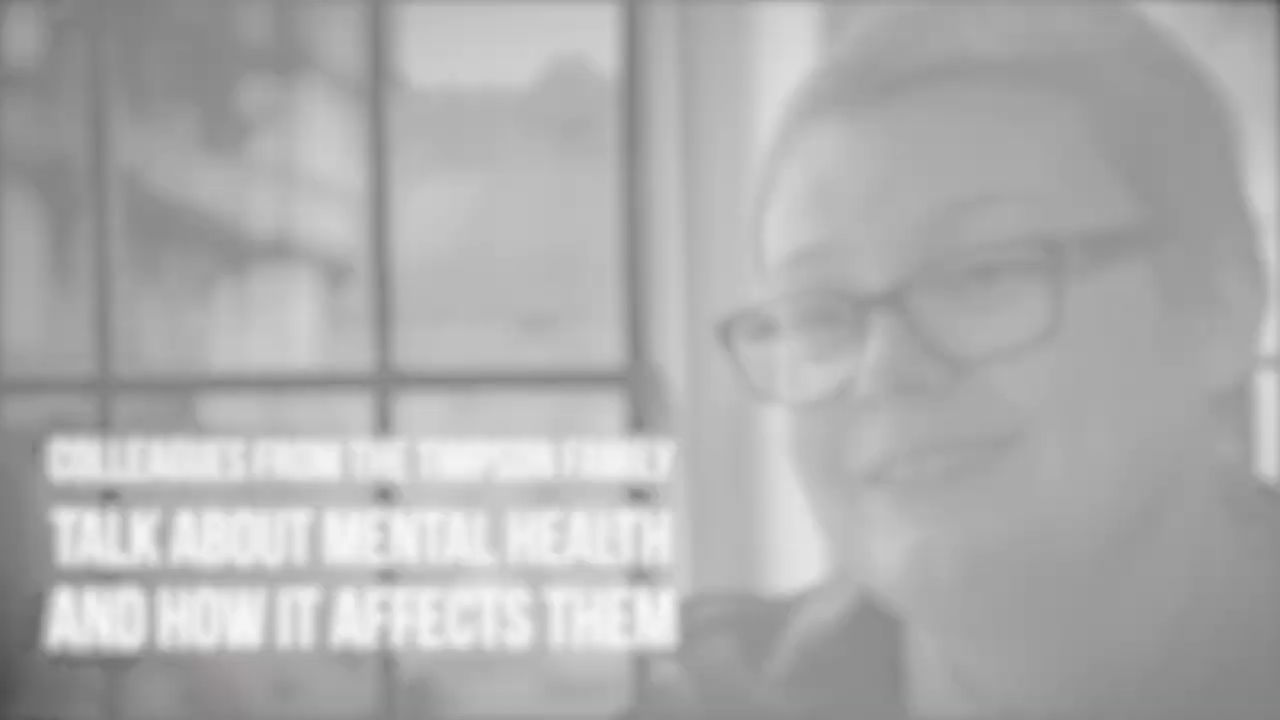 COLLEAGUES FROM THE TIMPSON FAMILY
TALK ABOUT MENTAL HEALTH
AND HOW IT AFFECTS THEM